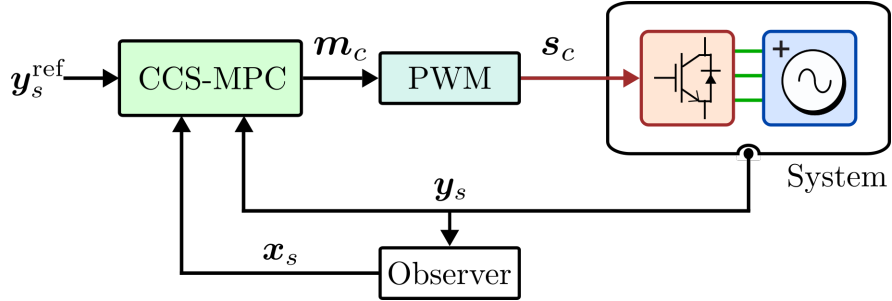 y_s^ref
CCS-MPC
m_c
PWM
s_c
+
System
y_s
x_s
Observer